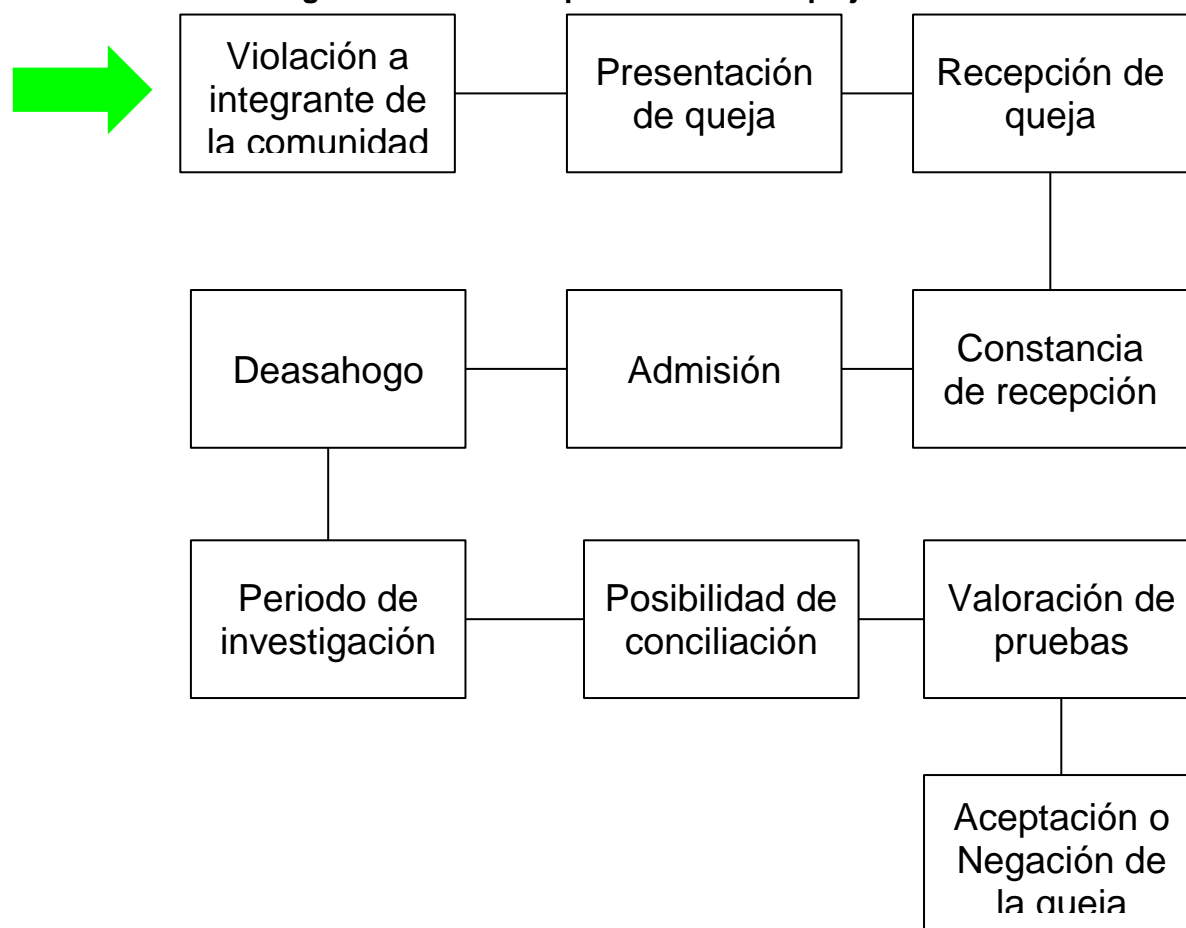 Violación a
integrante de
la comunidad
Presentación
de queja
Recepción de
queja
Deasahogo
Admisión
Constancia
de recepción
Periodo de
investigación
Posibilidad de
conciliación
Valoración de
pruebas
Aceptación o
Negación de
la queja